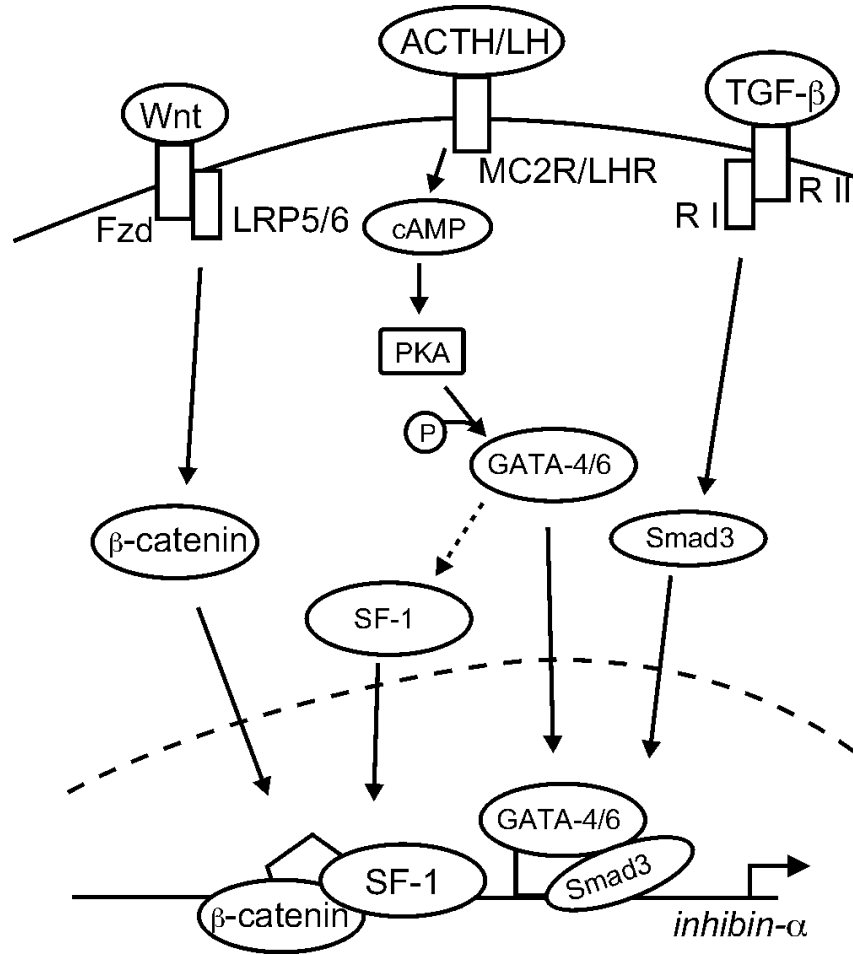 ACTH/LH
TGF-β
Wnt
MC2R/LHR
R II
R I
LRP5/6
Fzd
cAMP
PKA
P
GATA-4/6
β-catenin
Smad3
SF-1
GATA-4/6
SF-1
Smad3
β-catenin
inhibin-α